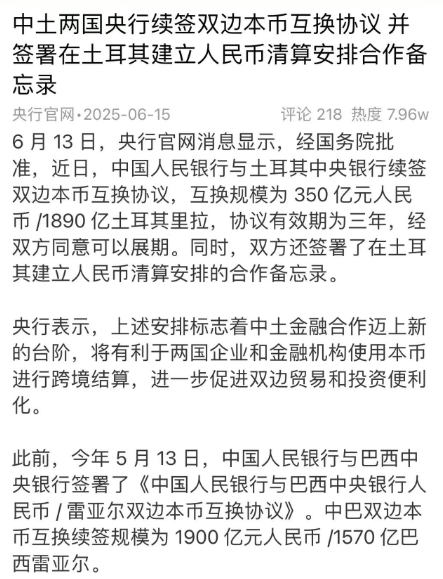 中土两国央行续签双边本币互换协议 并
签署在土耳其建立人民币清算安排合作备
忘录
央行官网·2025-06-15 评论 218 热度 7.96w
6 月 13 日，央行官网消息显示，经国务院批
准，近日，中国人民银行与土耳其中央银行续签
双边本币互换协议，互换规模为 350 亿元人民
币 /1890 亿土耳其里拉，协议有效期为三年，经
双方同意可以展期。同时，双方还签署了在土耳
其建立人民币清算安排的合作备忘录。
央行表示，上述安排标志着中土金融合作迈上新
的台阶，将有利于两国企业和金融机构使用本币
进行跨境结算，进一步促进双边贸易和投资便利
化。
此前，今年 5 月 13 日，中国人民银行与巴西中
央银行签署了《中国人民银行与巴西中央银行人
民币 / 雷亚尔双边本币互换协议》。中巴双边本
币互换续签规模为 1900 亿元人民币 /1570 亿巴
西雷亚尔。